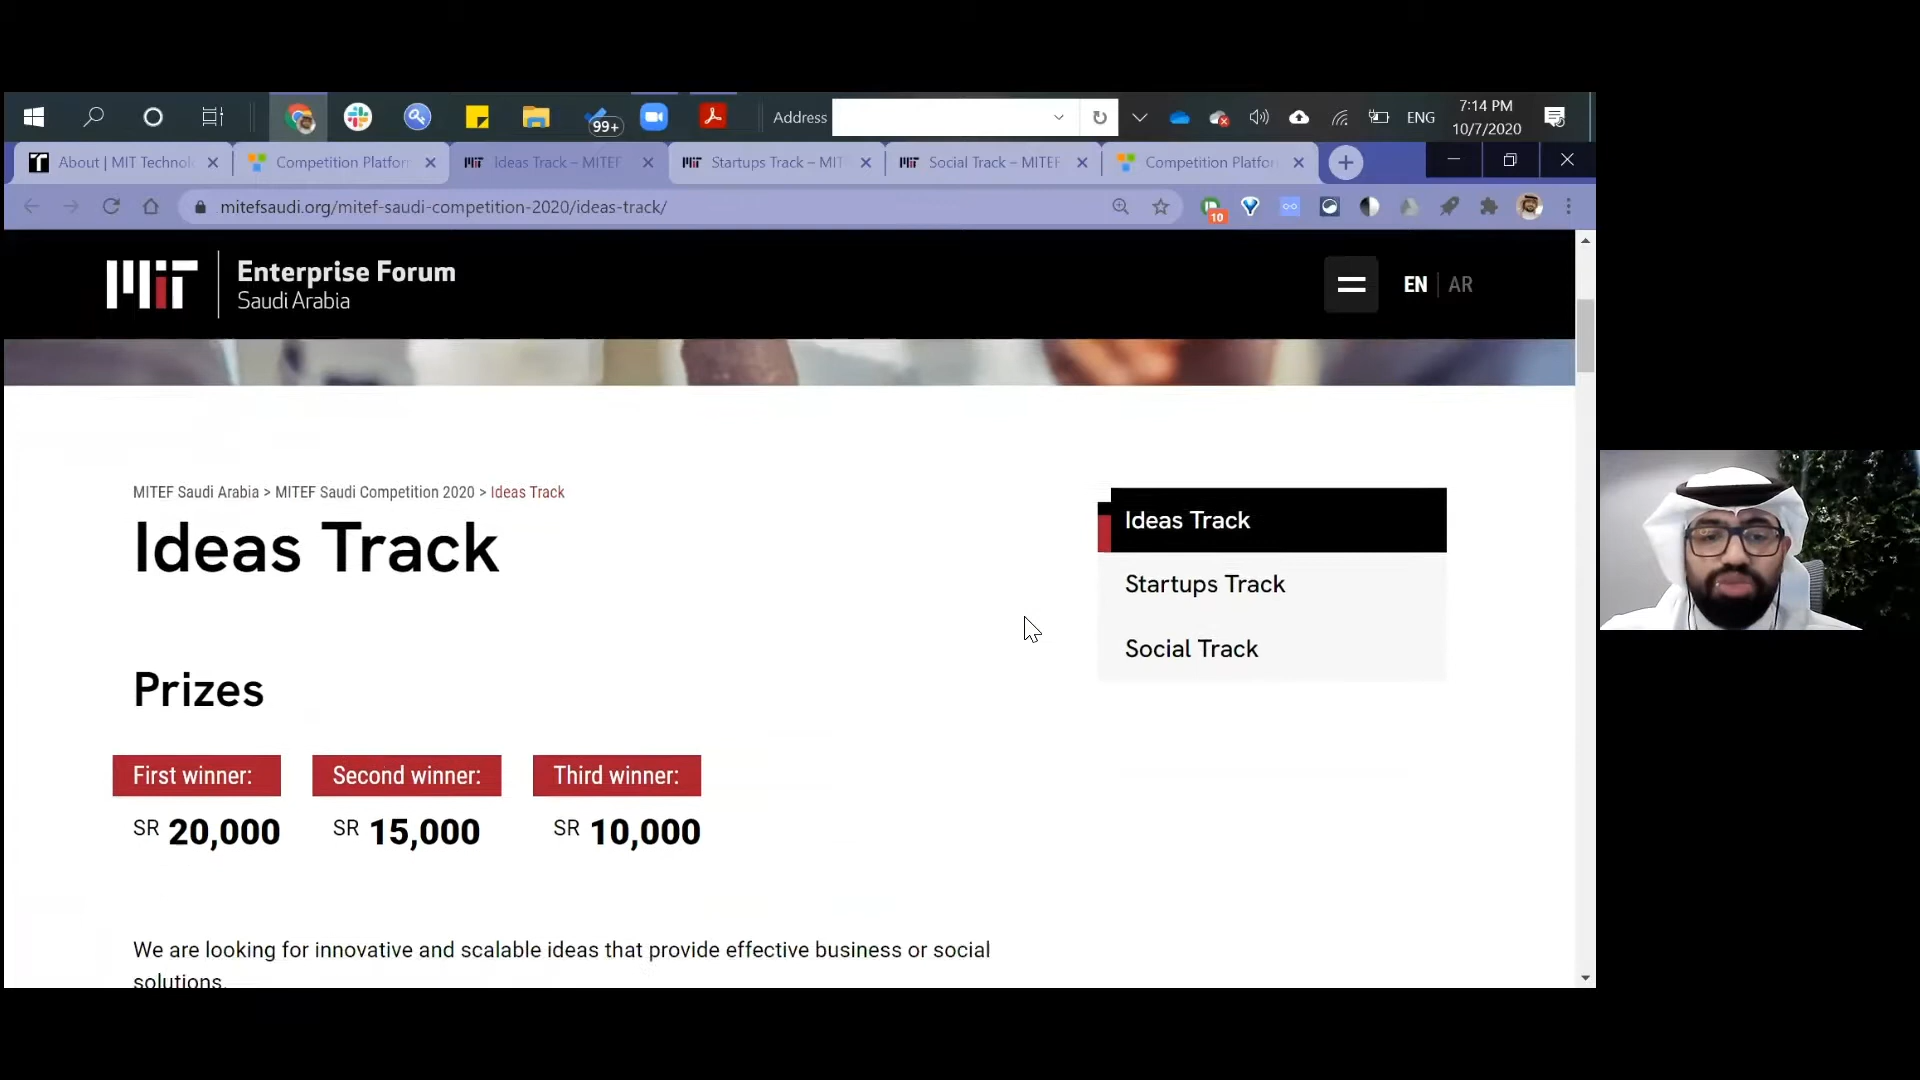 Address
99+
ENG
7:14 PM
10/7/2020
About | MIT Technol
Competition Platfor
Ideas Track – MITEF
Startups Track – MIT
Social Track – MITEF
Competition Platfor
mitefsaudi.org/mitef-saudi-competition-2020/ideas-track/
10
MIT
Enterprise Forum
Saudi Arabia
EN | AR
MITEF Saudi Arabia > MITEF Saudi Competition 2020 > Ideas Track
Ideas Track
Ideas Track
Startups Track
Social Track
Prizes
First winner:
SR 20,000
Second winner:
SR 15,000
Third winner:
SR 10,000
We are looking for innovative and scalable ideas that provide effective business or social
solutions.